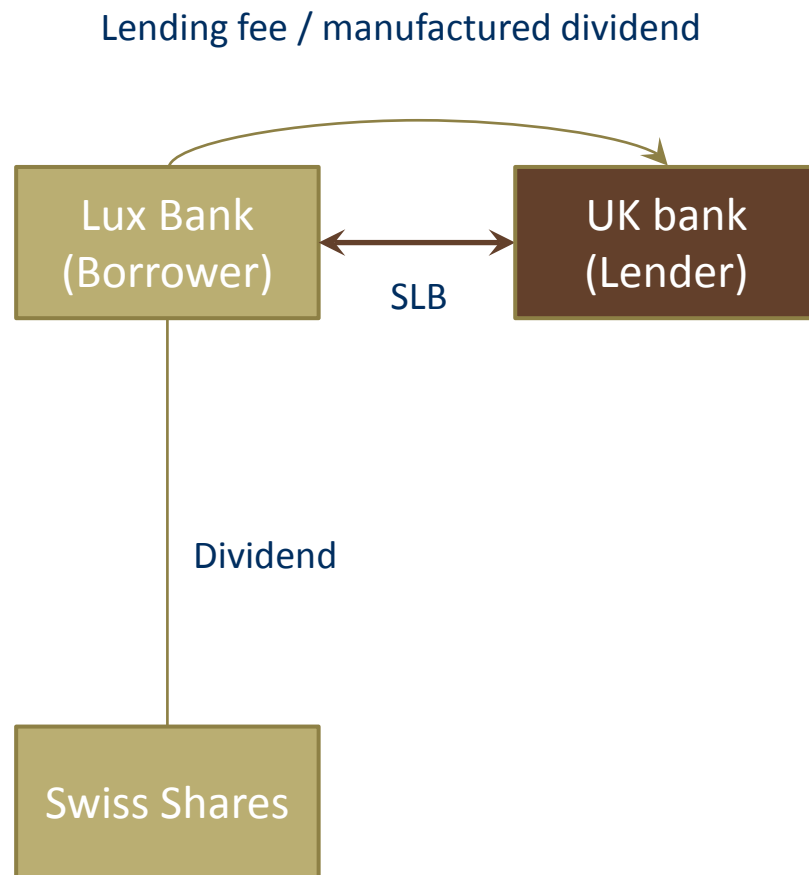 Lending fee / manufactured dividend
Lux Bank
(Borrower)
UK bank
(Lender)
SLB
Dividend
Swiss Shares